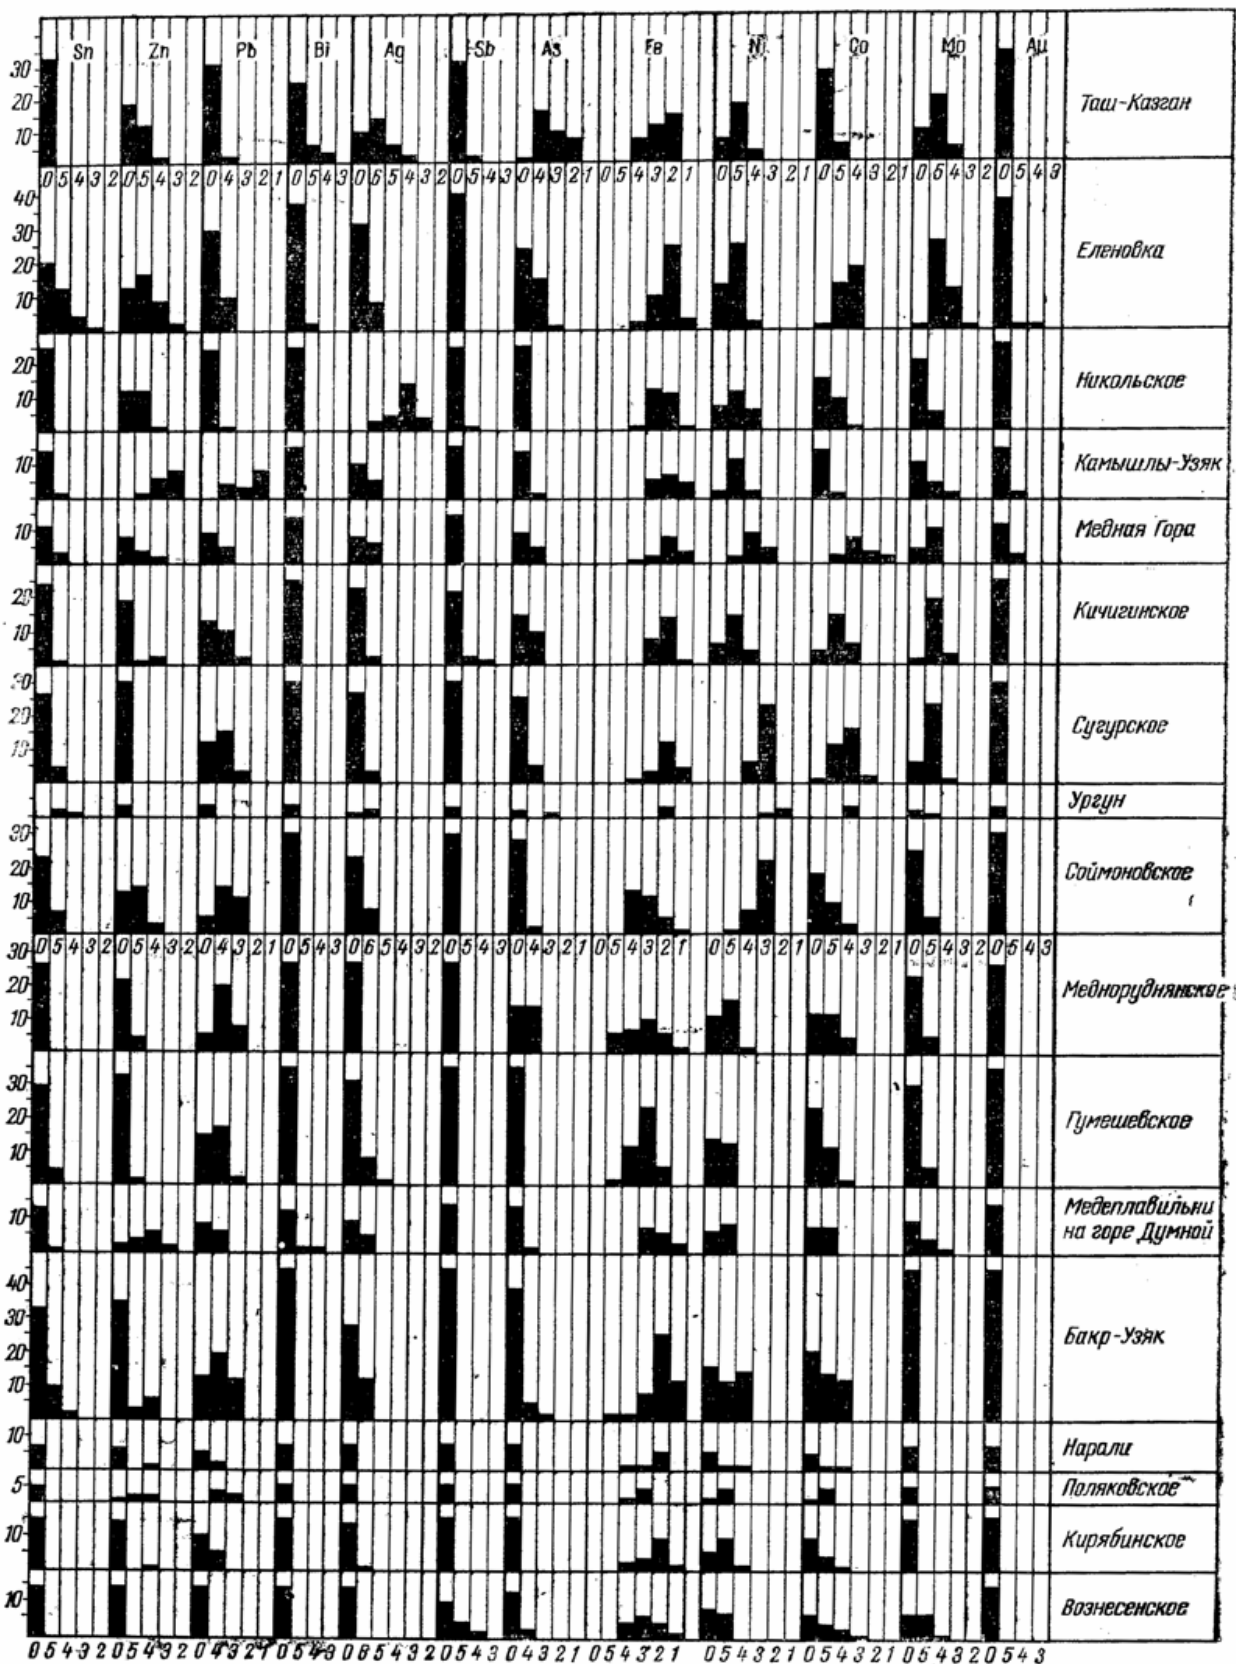 Sn Zn Pb Bi Ag Sb As Fe Ni Co Mo Au
30
20
10
Таш-Казган
0 5 4 3 2 0 5 4 3 2 0 4 3 2 1 0 5 4 3 0 6 5 4 3 2 0 5 4 3 0 4 3 2 1 0 5 4 3 2 1 0 5 4 3 2 1 0 5 4 3 2 1 0 5 4 3 2 0 5 4 3
40
30
20
10
Еленовка
20
10
Никольское
10
Камышлы-Узяк
10
Медная Гора
20
10
Кичигинское
30
20
10
Сугурское
Ургун
30
20
10
Соймоновское
0 5 4 3 2 0 5 4 3 2 0 4 3 2 1 0 5 4 3 0 6 5 4 3 2 0 5 4 3 0 4 3 2 1 0 5 4 3 2 1 0 5 4 3 2 1 0 5 4 3 2 1 0 5 4 3 2 0 5 4 3
30
20
10
Меднорудянское
30
20
10
Гумешевское
10
Медеплавильни
на горе Думной
40
30
20
10
Бакр-Узяк
10
Нарали
5
Поляковское
10
Кирябинское
10
Вознесенское
0 5 4 3 2 0 5 4 3 2 0 4 3 2 1 0 5 4 3 0 6 5 4 3 2 0 5 4 3 0 4 3 2 1 0 5 4 3 2 1 0 5 4 3 2 1 0 5 4 3 2 1 0 5 4 3 2 0 5 4 3